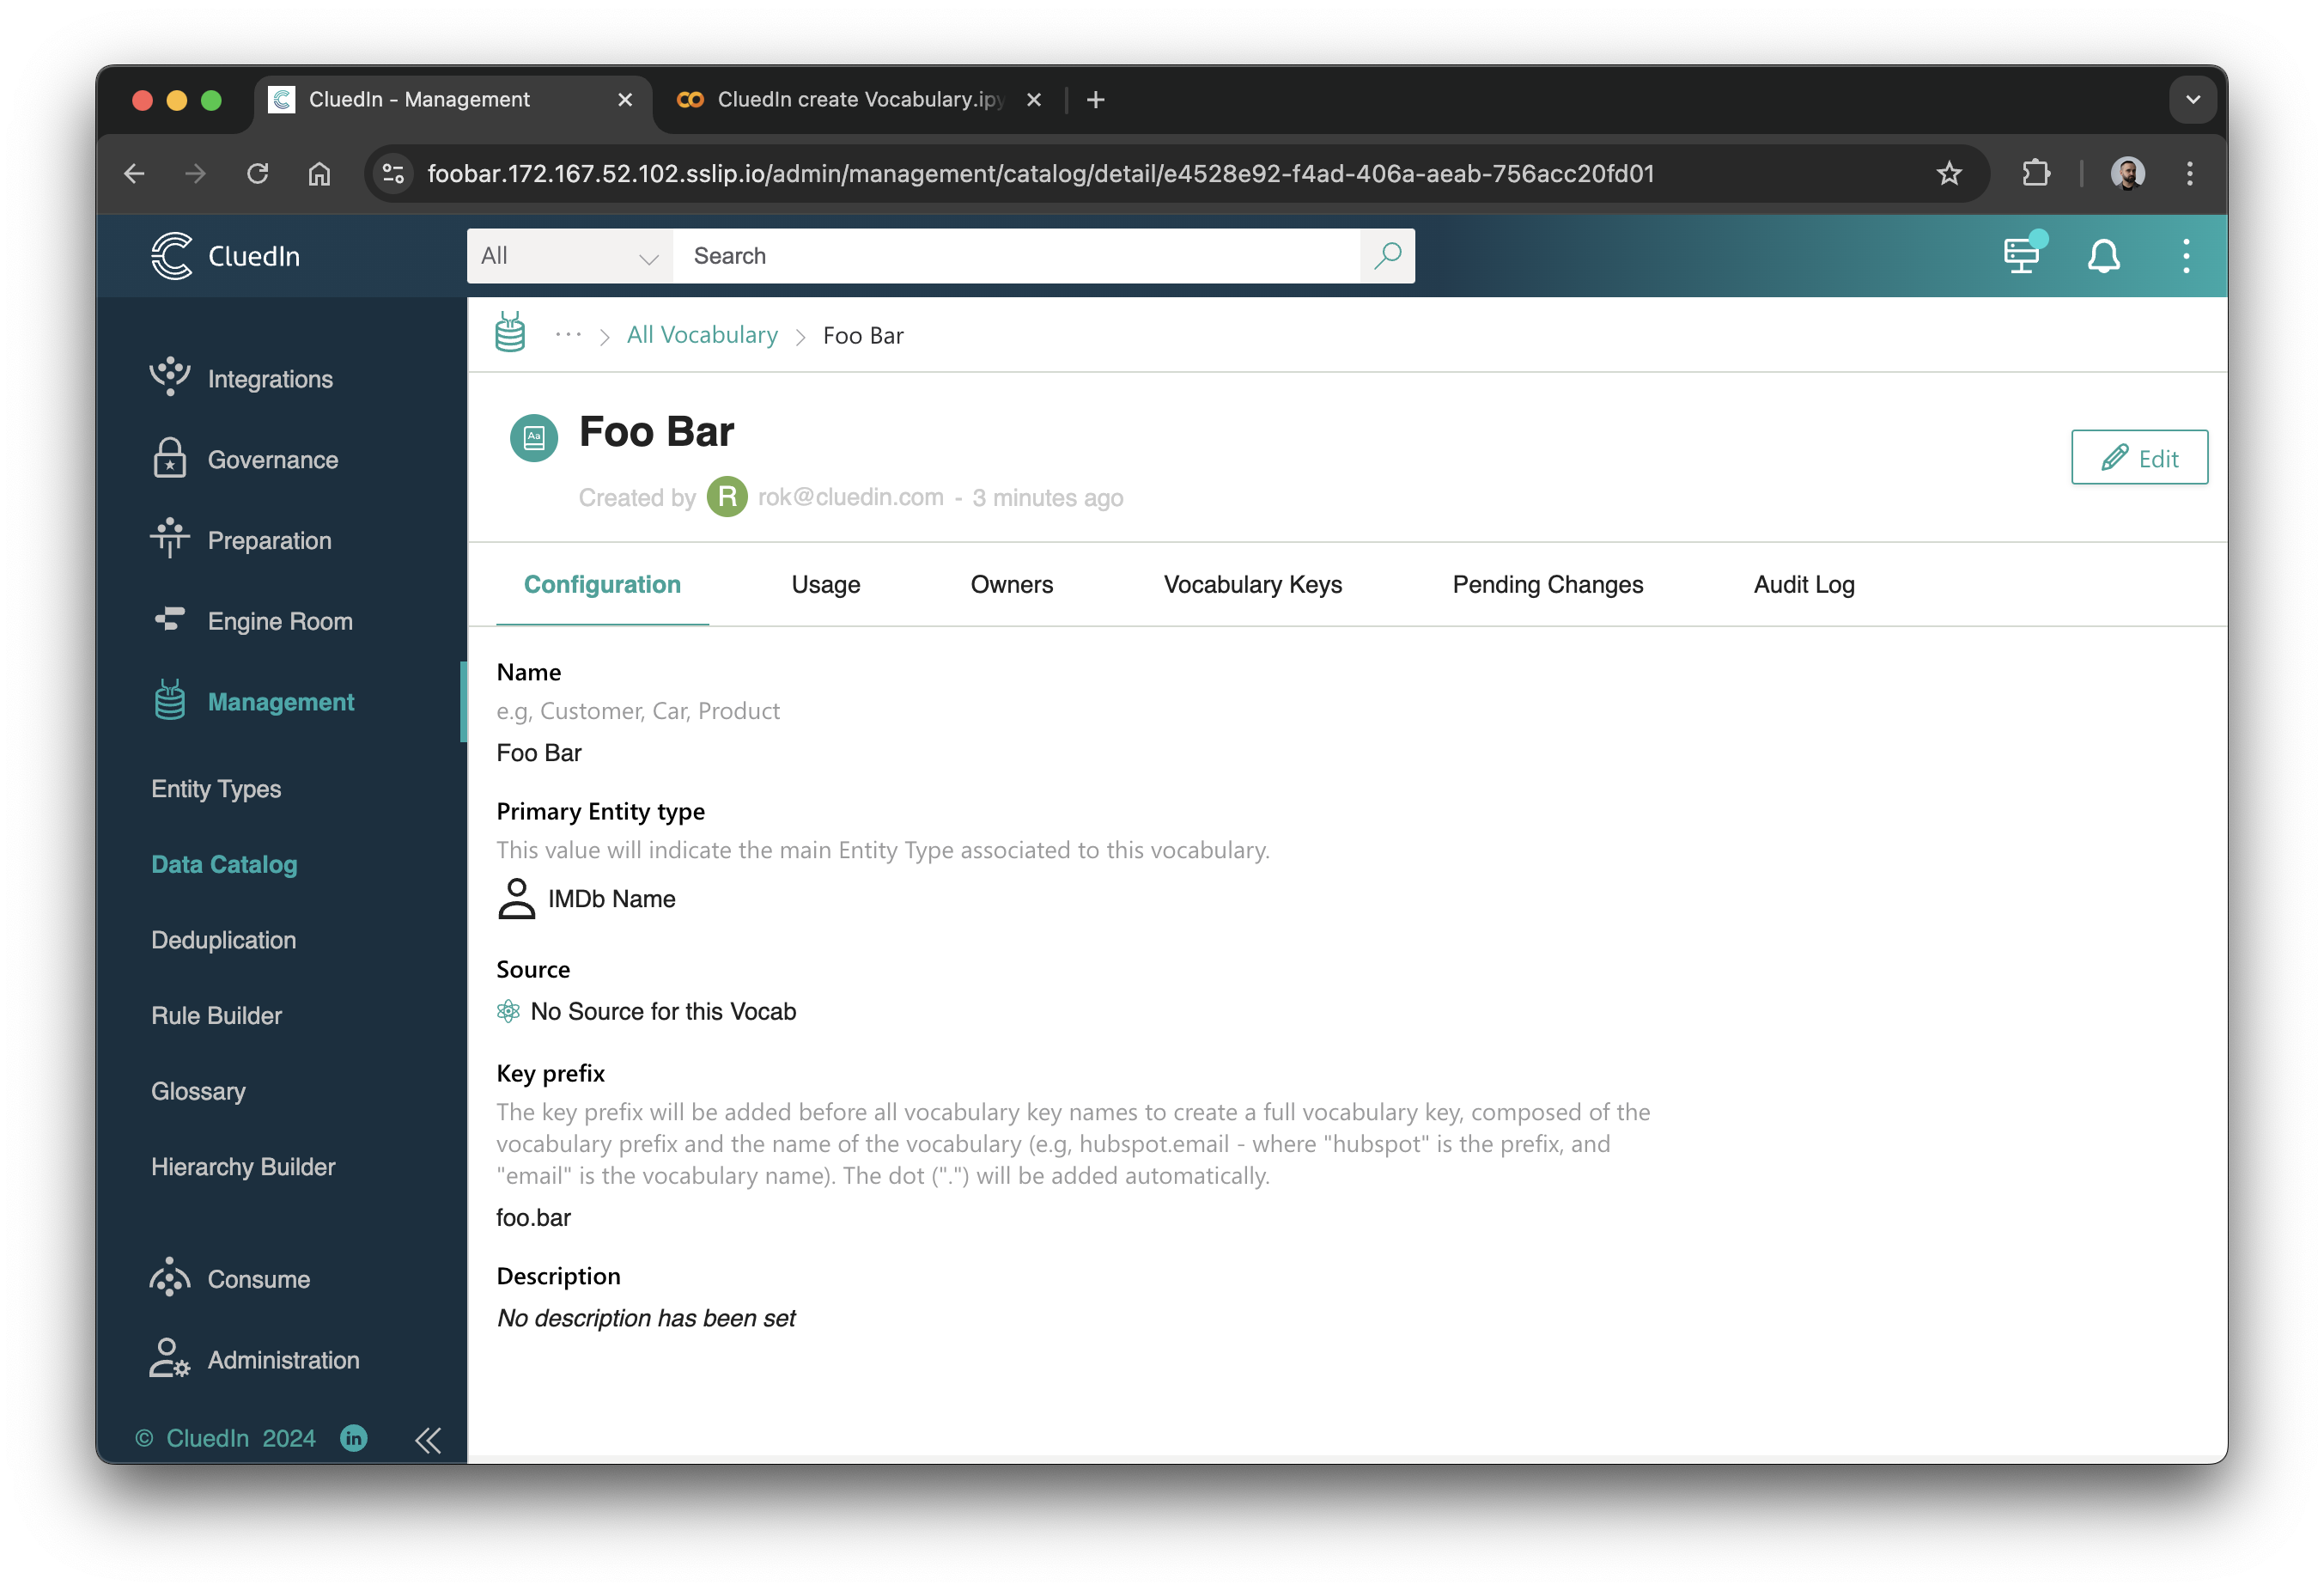 CluedIn - Management
CluedIn create Vocabulary.ipy
foobar.172.167.52.102.sslip.io/admin/management/catalog/detail/e4528e92-f4ad-406a-aeab-756acc20fd01
CluedIn
All
Search
Integrations
Governance
Preparation
Engine Room
Management
Entity Types
Data Catalog
Deduplication
Rule Builder
Glossary
Hierarchy Builder
Consume
Administration
© CluedIn 2024 in
··· > All Vocabulary > Foo Bar
Aa
Foo Bar
Created by R rok@cluedin.com - 3 minutes ago
Edit
Configuration
Usage
Owners
Vocabulary Keys
Pending Changes
Audit Log
Name
e.g, Customer, Car, Product
Foo Bar
Primary Entity type
This value will indicate the main Entity Type associated to this vocabulary.
IMDb Name
Source
No Source for this Vocab
Key prefix
The key prefix will be added before all vocabulary key names to create a full vocabulary key, composed of the
vocabulary prefix and the name of the vocabulary (e.g, hubspot.email - where "hubspot" is the prefix, and
"email" is the vocabulary name). The dot (".") will be added automatically.
foo.bar
Description
No description has been set